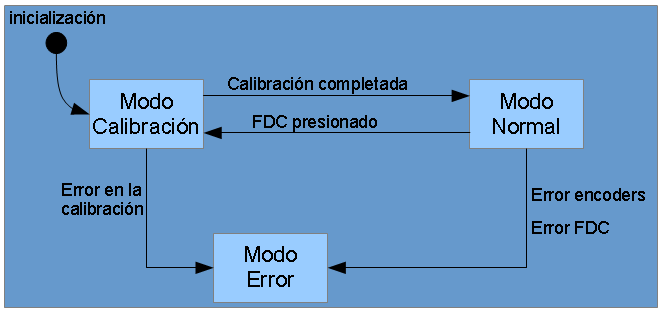 inicialización
Modo
Calibración
Calibración completada
FDC presionado
Modo
Normal
Error en la
calibración
Error encoders
Error FDC
Modo
Error